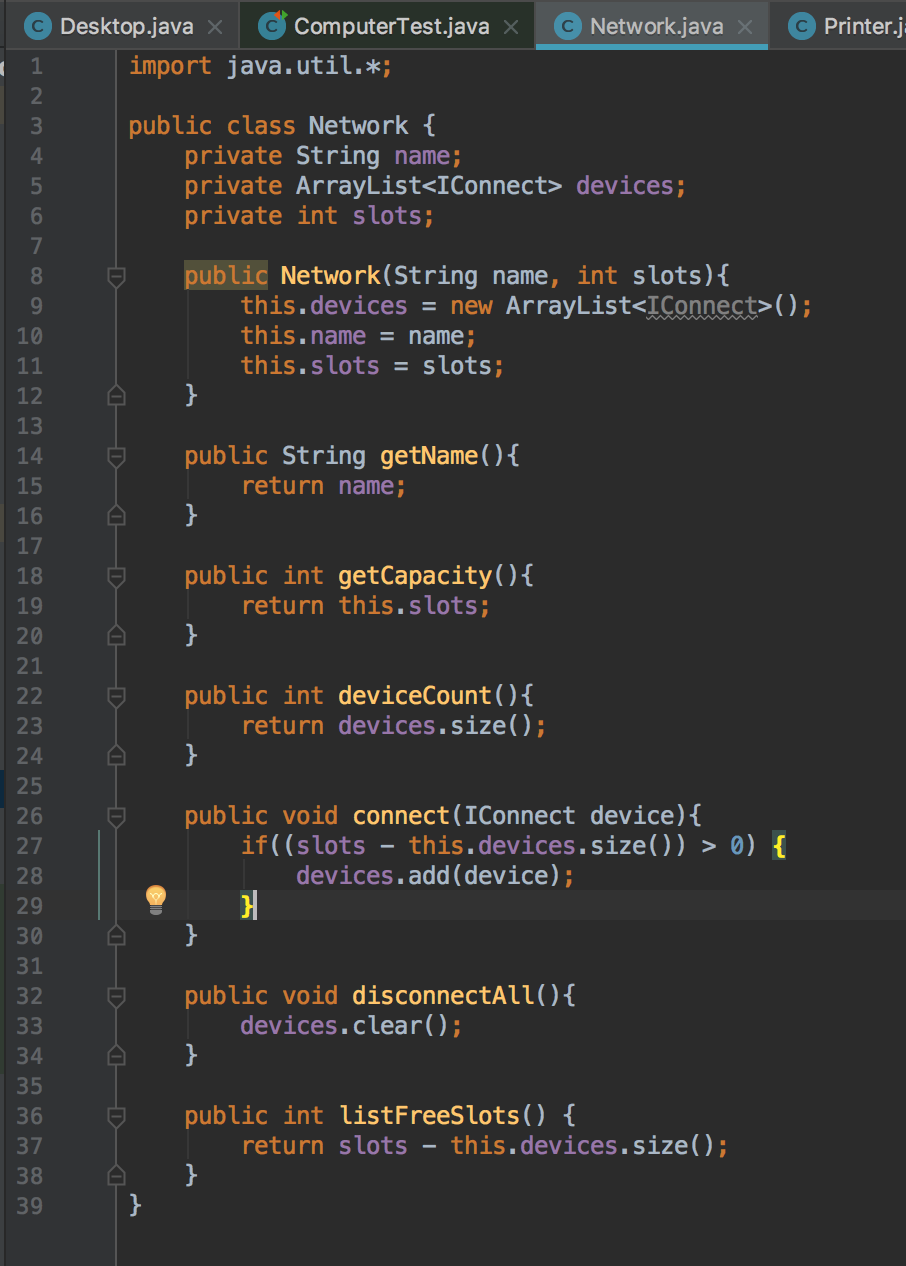 Desktop.java ComputerTest.java Network.java Printer.j
1 import java.util.*;
2
3 public class Network {
4     private String name;
5     private ArrayList<IConnect> devices;
6     private int slots;
7
8     public Network(String name, int slots){
9         this.devices = new ArrayList<IConnect>();
10         this.name = name;
11         this.slots = slots;
12     }
13
14     public String getName(){
15         return name;
16     }
17
18     public int getCapacity(){
19         return this.slots;
20     }
21
22     public int deviceCount(){
23         return devices.size();
24     }
25
26     public void connect(IConnect device){
27         if((slots - this.devices.size()) > 0) {
28             devices.add(device);
29         }
30     }
31
32     public void disconnectAll(){
33         devices.clear();
34     }
35
36     public int listFreeSlots() {
37         return slots - this.devices.size();
38     }
39 }